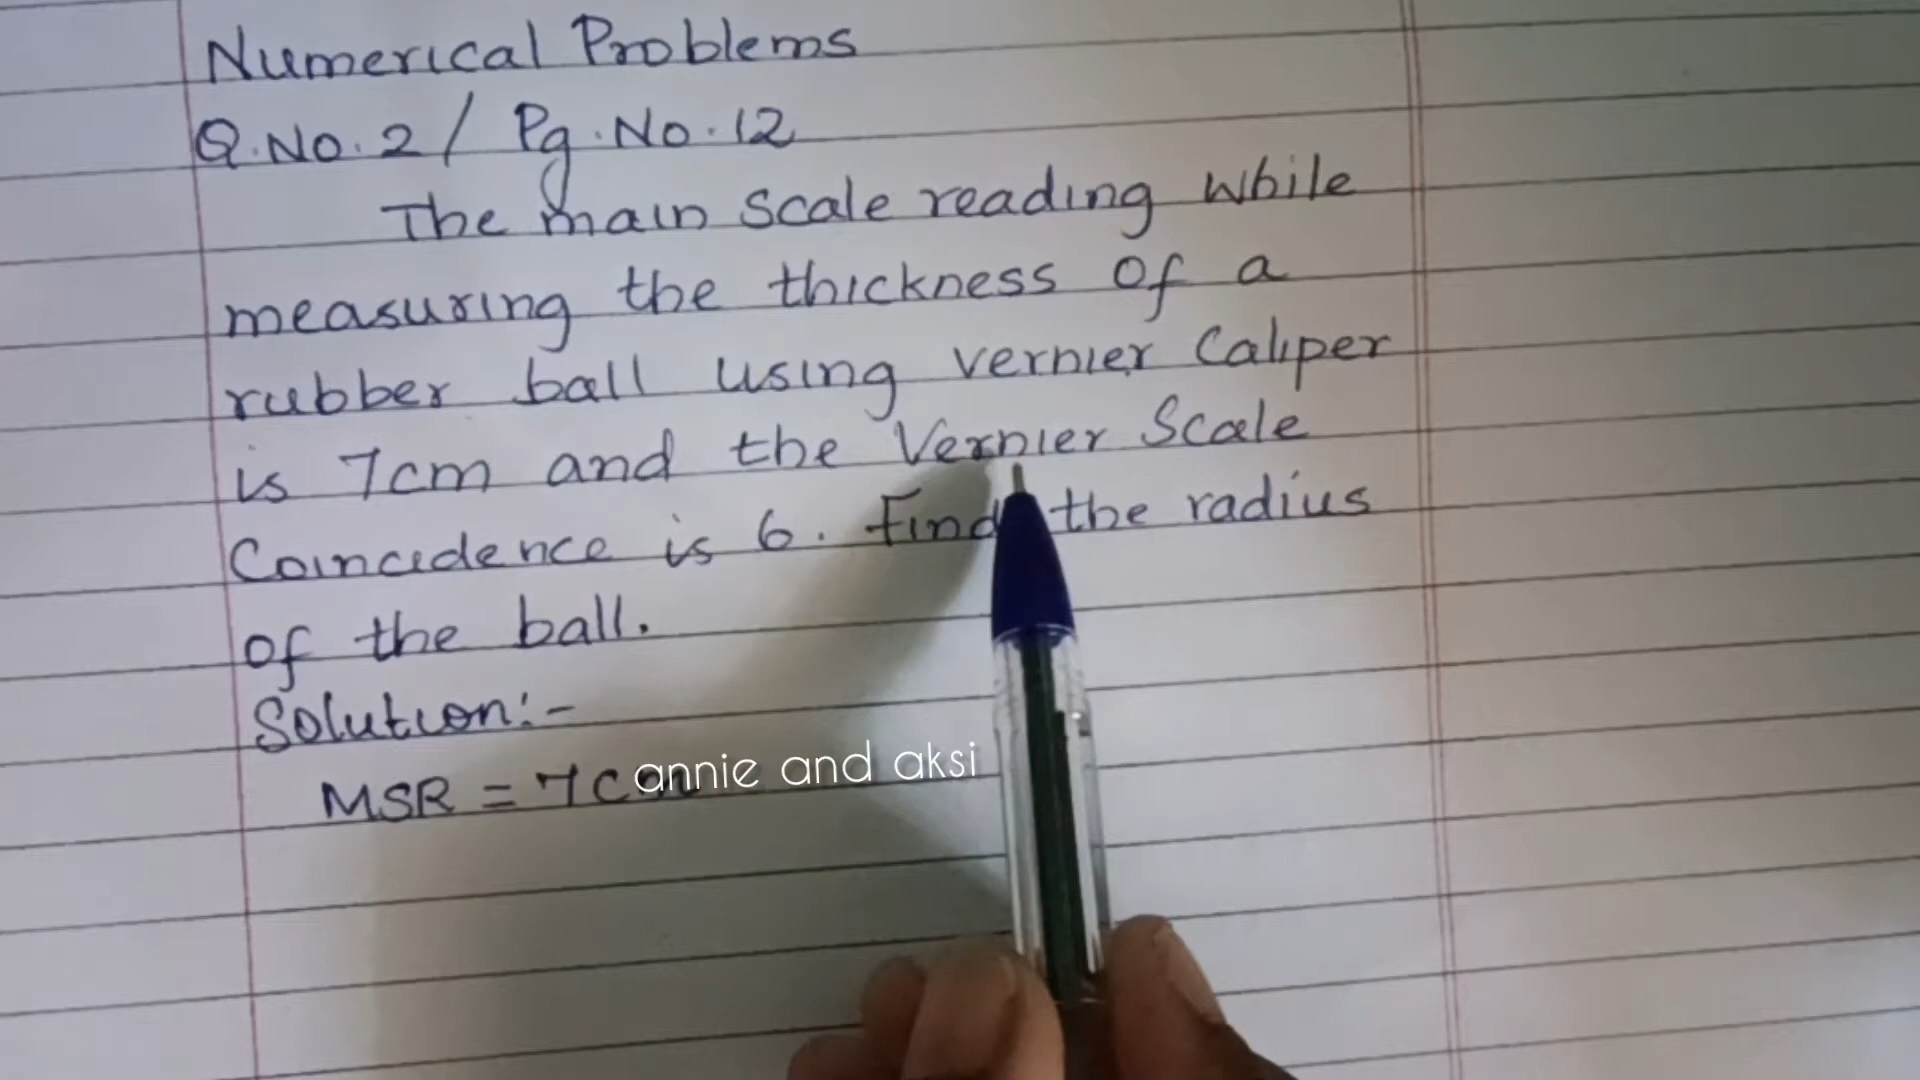 Numerical Problems
Q.No.2 / Pg.No.12
The main scale reading while
measuring the thickness of a
rubber ball using vernier Caliper
is 7cm and the Vernier Scale
Coincidence is 6. Find the radius
of the ball.
Solution:-
MSR = 7cm
annie and aksi